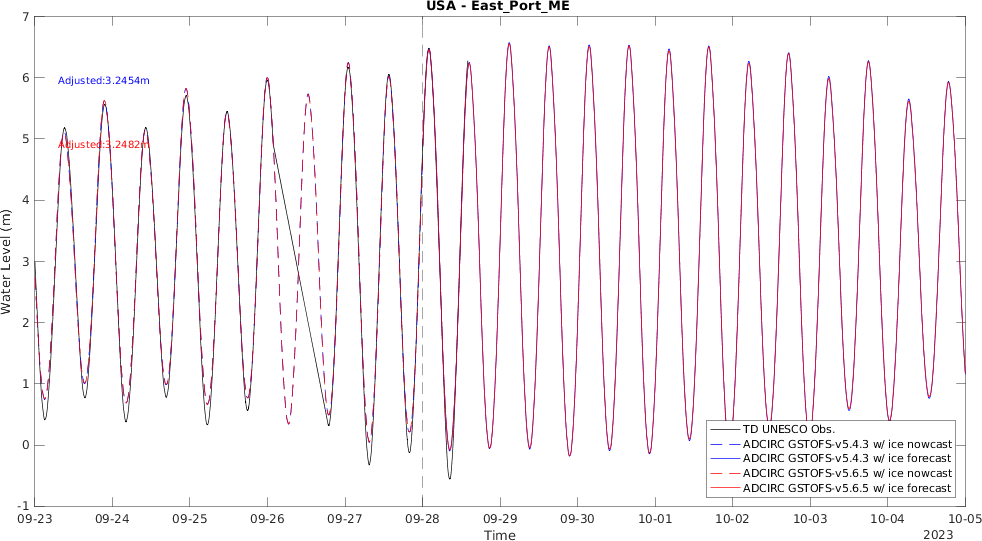 USA - East_Port_ME
7
6
5
4
3
2
1
0
-1
Water Level (m)
Adjusted:3.2454m
Adjusted:3.2482m
TD UNESCO Obs.
ADCIRC GSTOFS-v5.4.3 w/ ice nowcast
ADCIRC GSTOFS-v5.4.3 w/ ice forecast
ADCIRC GSTOFS-v5.6.5 w/ ice nowcast
ADCIRC GSTOFS-v5.6.5 w/ ice forecast
09-23 09-24 09-25 09-26 09-27 09-28 09-29 09-30 10-01 10-02 10-03 10-04 10-05
Time
2023